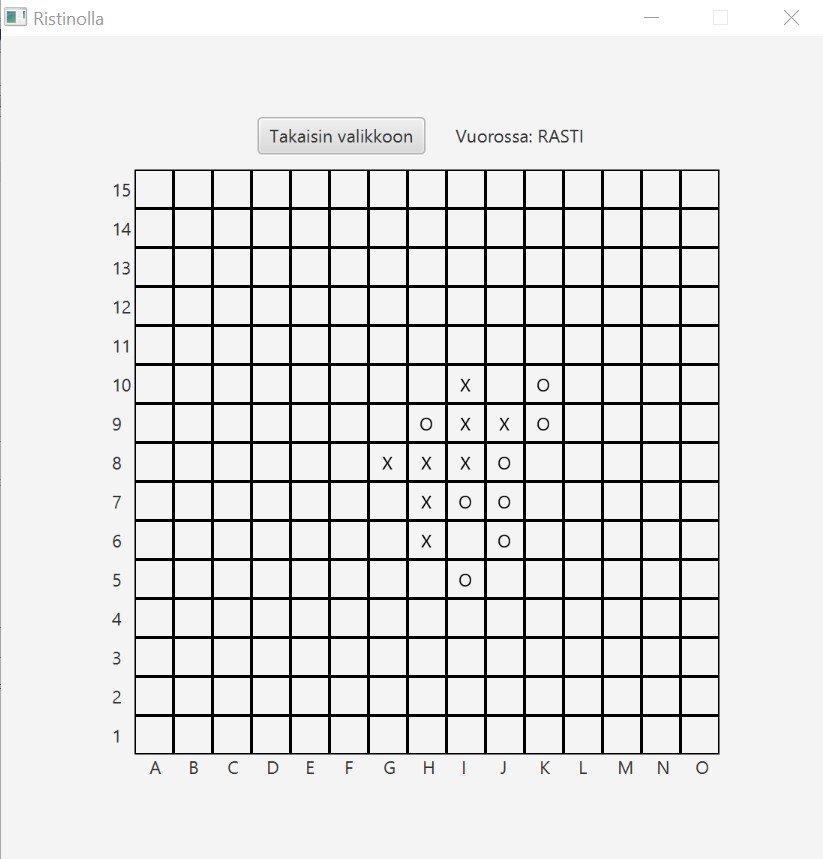 Ristinolla
Takaisin valikkoon Vuorossa: RASTI
15
14
13
12
11
10 X O
9 O X X O
8 X X X O
7 X O O
6 X O
5 O
4
3
2
1
A B C D E F G H I J K L M N O